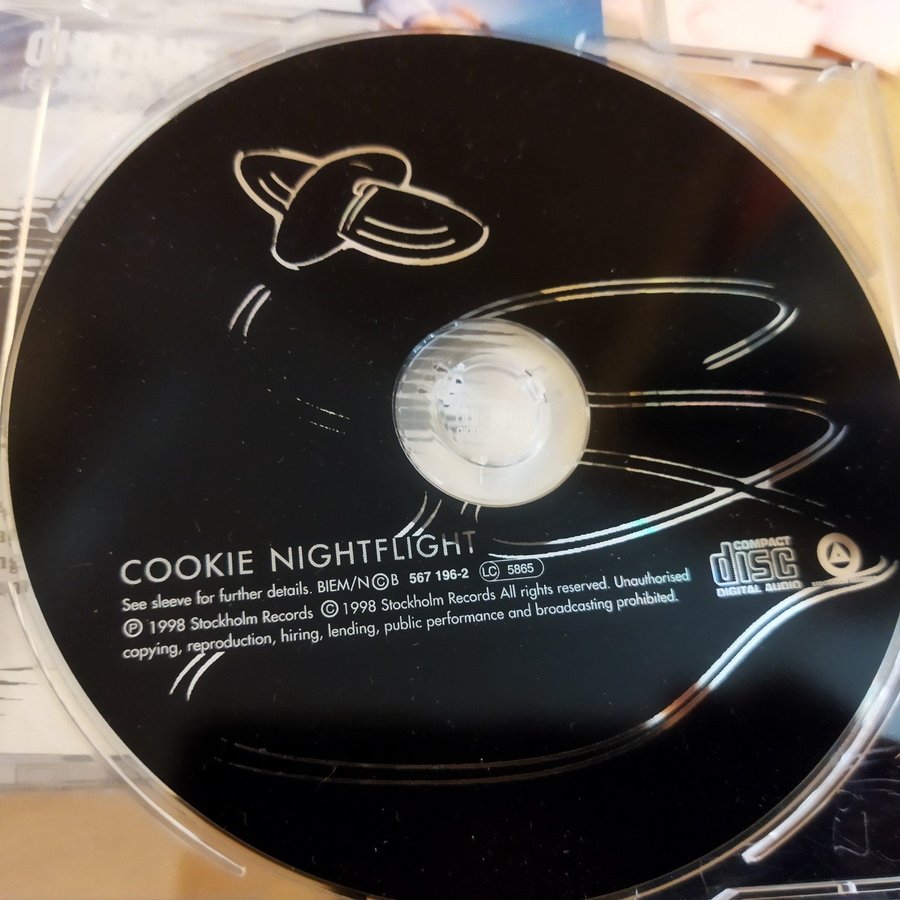 COOKIE NIGHTFLIGHT
See sleeve for further details. BIEM/N©B 567 196-2 LC 5865
℗ 1998 Stockholm Records © 1998 Stockholm Records All rights reserved. Unauthorised
copying, reproduction, hiring, lending, public performance and broadcasting prohibited.
COMPACT
disc
DIGITAL AUDIO